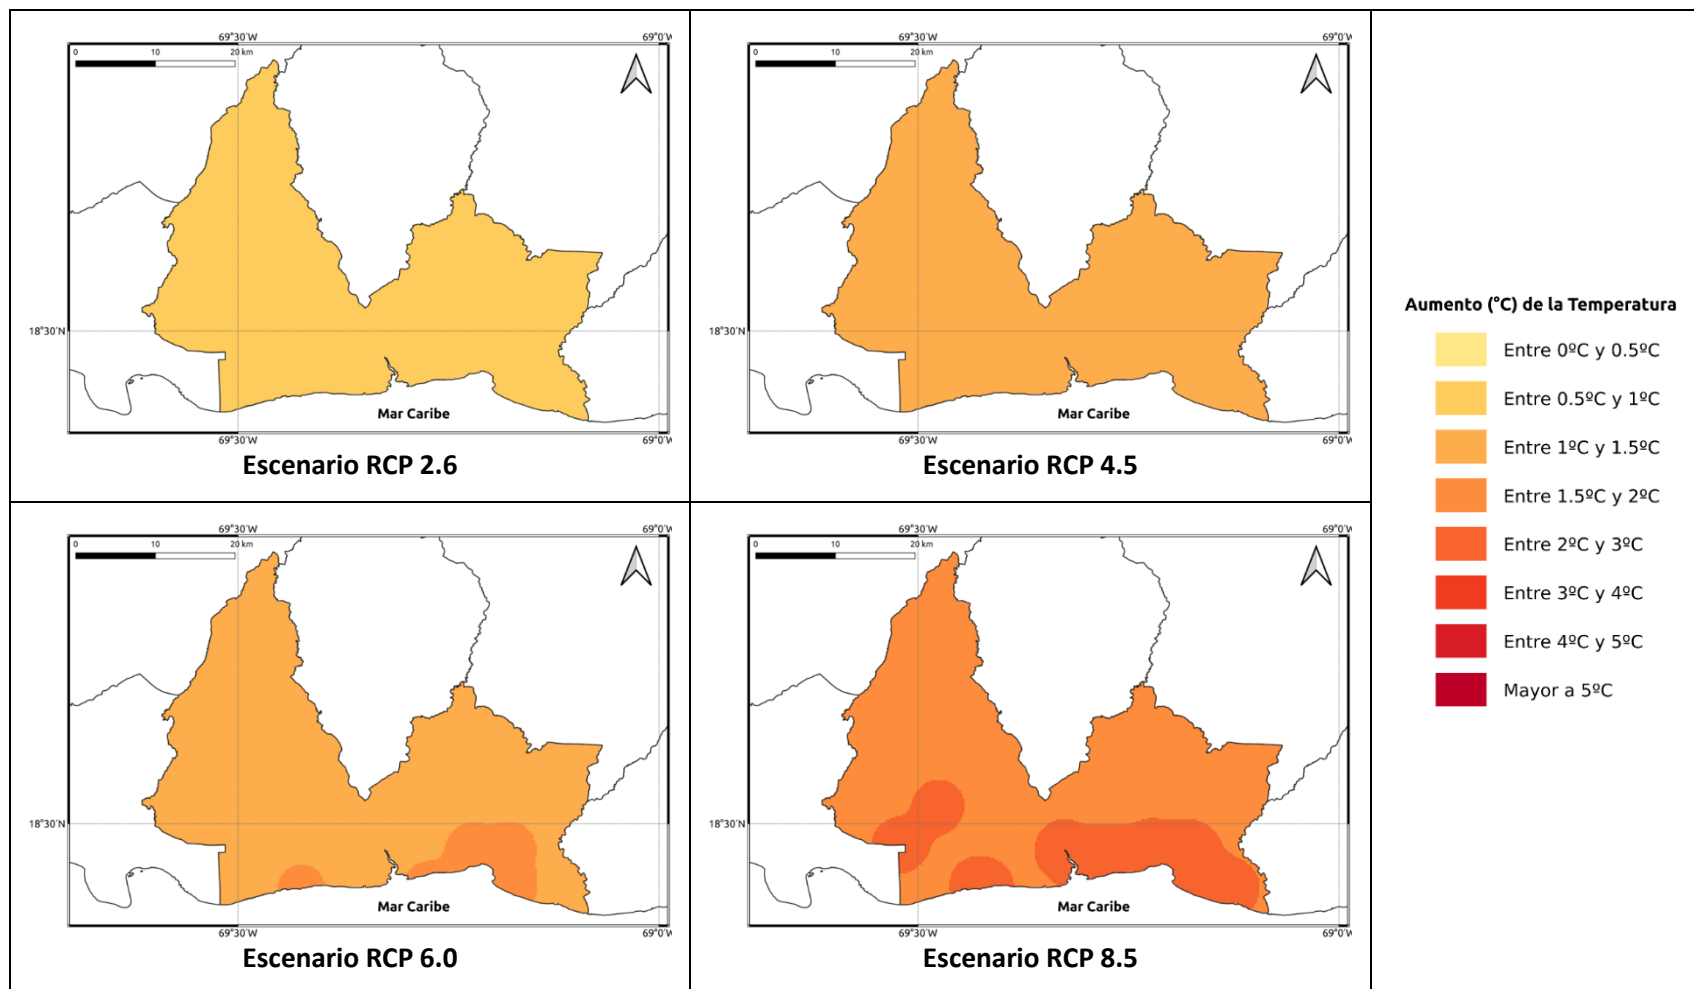 69°30'W
69°0'W
0
10
20 km
18°30'N
Mar Caribe
69°30'W
69°0'W
Escenario RCP 2.6
69°30'W
69°0'W
0
10
20 km
18°30'N
Mar Caribe
69°30'W
69°0'W
Escenario RCP 4.5
69°30'W
69°0'W
0
10
20 km
18°30'N
Mar Caribe
69°30'W
69°0'W
Escenario RCP 6.0
69°30'W
69°0'W
0
10
20 km
18°30'N
Mar Caribe
69°30'W
69°0'W
Escenario RCP 8.5
Aumento (°C) de la Temperatura
Entre 0ºC y 0.5ºC
Entre 0.5ºC y 1ºC
Entre 1ºC y 1.5ºC
Entre 1.5ºC y 2ºC
Entre 2ºC y 3ºC
Entre 3ºC y 4ºC
Entre 4ºC y 5ºC
Mayor a 5ºC